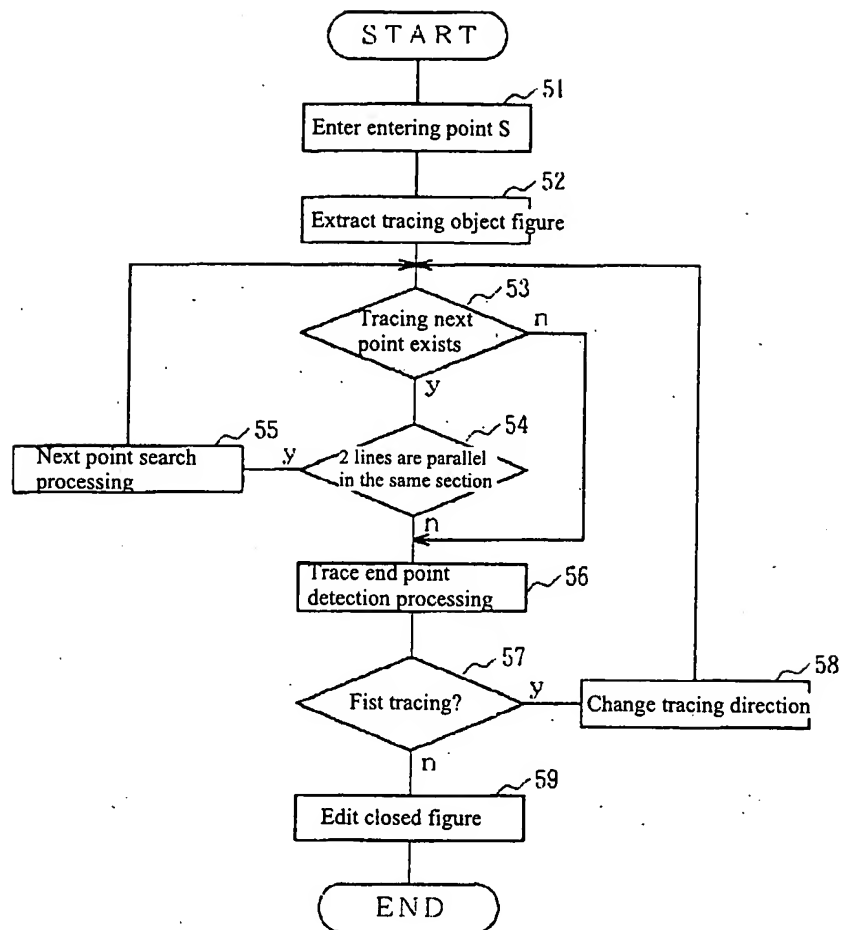 START
51
Enter entering point S
52
Extract tracing object figure
53
Tracing next
point exists
n
y
54
2 lines are parallel
in the same section
y
n
55
Next point search
processing
Trace end point
detection processing
56
57
Fist tracing?
y
n
58
Change tracing direction
59
Edit closed figure
END